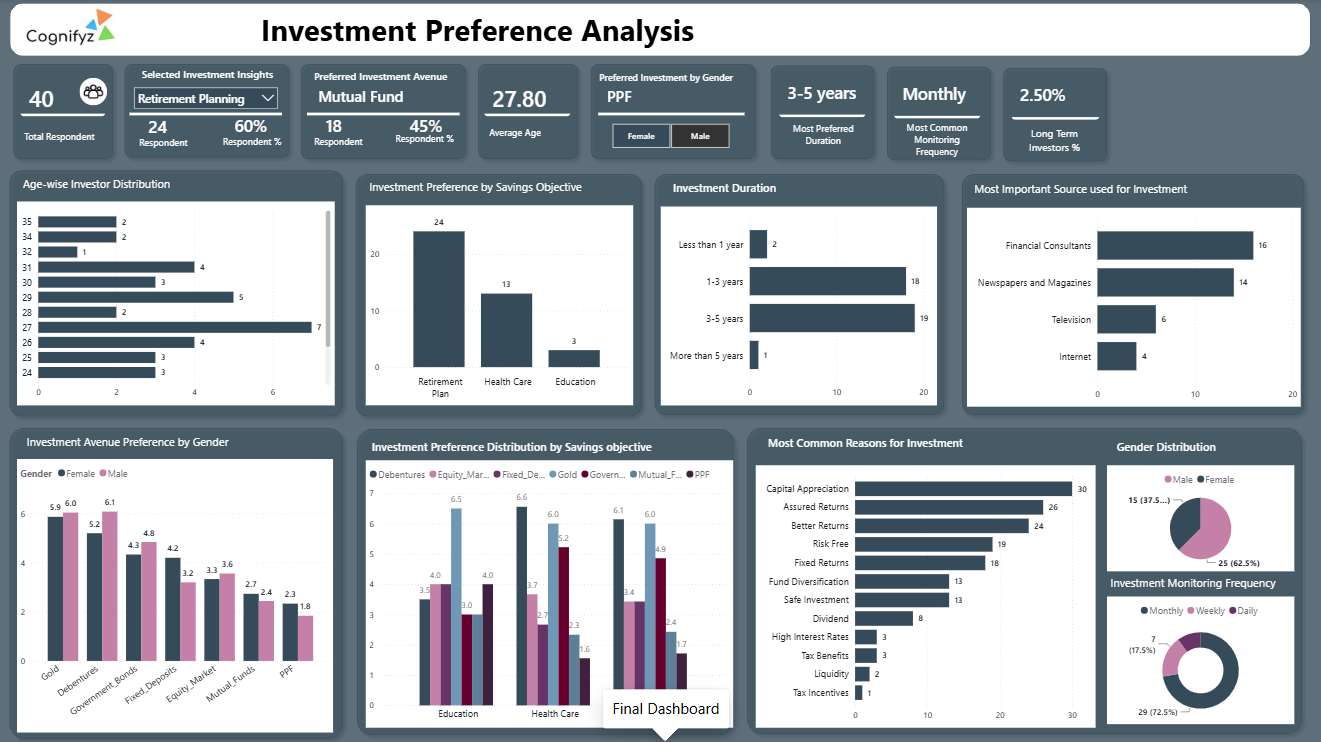 Cognifyz
Investment Preference Analysis
40
Total Respondent
Selected Investment Insights
Retirement Planning
24
Respondent
60%
Respondent %
Preferred Investment Avenue
Mutual Fund
18
Respondent
45%
Respondent %
27.80
Average Age
Preferred Investment by Gender
PPF
Female
Male
3-5 years
Most Preferred
Duration
Monthly
Most Common
Monitoring
Frequency
2.50%
Long Term
Investors %
Age-wise Investor Distribution
35 2
34 2
32 1
31 4
30 3
29 5
28 2
27 7
26 4
25 3
24 3
0 2 4 6
Investment Preference by Savings Objective
24
20
13
10
3
0
Retirement
Plan
Health Care
Education
Investment Duration
Less than 1 year 2
1-3 years 18
3-5 years 19
More than 5 years 1
0 10 20
Most Important Source used for Investment
Financial Consultants 16
Newspapers and Magazines 14
Television 6
Internet 4
0 10 20
Investment Avenue Preference by Gender
Gender Female Male
6
4
2
0
5.9 6.0
5.2 6.1
4.3 4.8
4.2 3.2
3.3 3.6
2.7 2.4
2.3 1.8
Gold
Debentures
Government_Bonds
Fixed_Deposits
Equity_Market
Mutual_Funds
PPF
Investment Preference Distribution by Savings objective
Debentures Equity_Mar... Fixed_De... Gold Govern... Mutual_F... PPF
7
6
5
4
3
2
1
0
3.5 4.0 6.5 3.0 4.0
6.6 3.7 2.7 6.0 5.2 2.3 1.6
6.1 3.4 6.0 4.9 2.4 1.7
Education
Health Care
Final Dashboard
Most Common Reasons for Investment
Capital Appreciation 30
Assured Returns 26
Better Returns 24
Risk Free 19
Fixed Returns 18
Fund Diversification 13
Safe Investment 13
Dividend 8
High Interest Rates 3
Tax Benefits 3
Liquidity 2
Tax Incentives 1
0 10 20 30
Gender Distribution
Male Female
15 (37.5...)
25 (62.5%)
Investment Monitoring Frequency
Monthly Weekly Daily
7
(17.5%)
29 (72.5%)